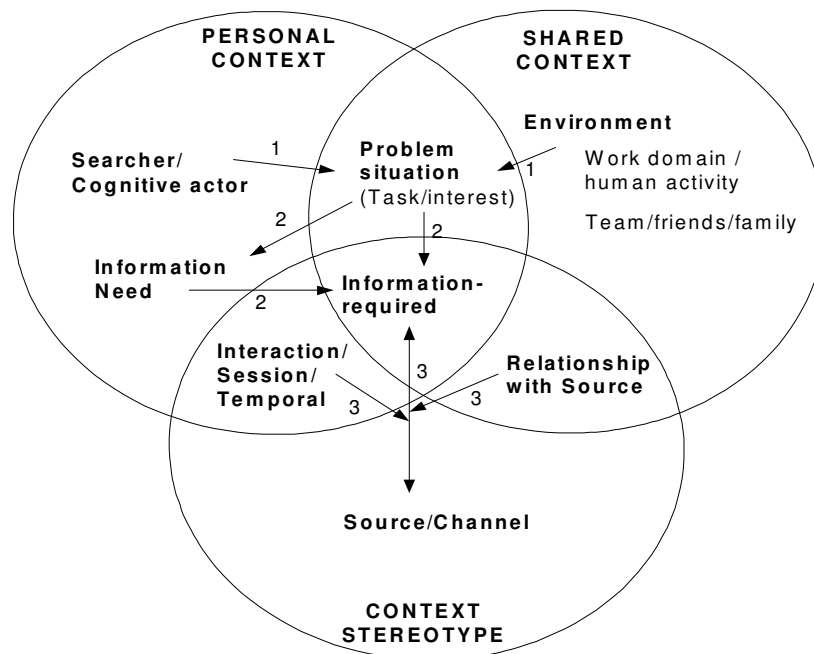 PERSONAL
CONTEXT
SHARED
CONTEXT
Environment
1
Searcher/
Cognitive actor
Problem
situation
(Task/interest)
1
Work domain /
human activity
2
2
Team/friends/family
Information
Need
2
Information-
required
Interaction/
Session/
Temporal
3
3
Relationship
with Source
3
Source/Channel
CONTEXT
STEREOTYPE